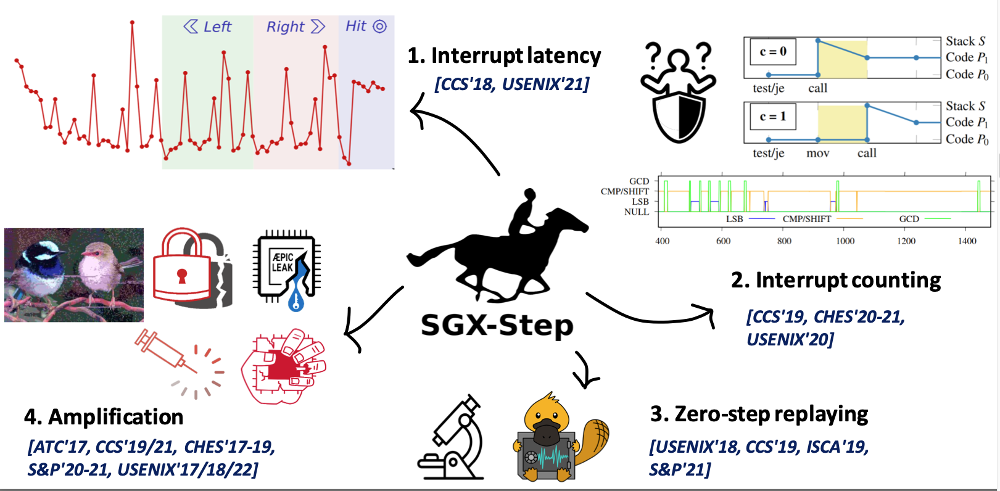 Left
Right
Hit
1. Interrupt latency
[CCS'18, USENIX'21]
? ?
? ?
c = 0
Stack S
Code P1
Code P0
test/je call
c = 1
Stack S
Code P1
Code P0
test/je mov call
GCD
CMP/SHIFT
LSB
NULL
LSB CMP/SHIFT GCD
400 600 800 1000 1200 1400
2. Interrupt counting
[CCS'19, CHES'20-21,
USENIX'20]
ÆPIC
LEAK
SGX-Step
4. Amplification
[ATC'17, CCS'19/21, CHES'17-19,
S&P'20-21, USENIX'17/18/22]
3. Zero-step replaying
[USENIX'18, CCS'19, ISCA'19,
S&P'21]